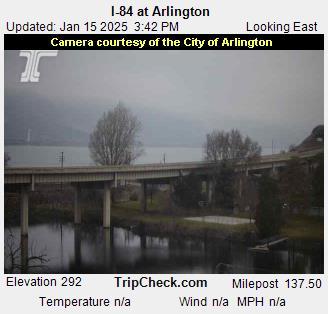 I-84 at Arlington
Updated: Jan 15 2025 3:42 PM Looking East
Camera courtesy of the City of Arlington
Elevation 292 TripCheck.com Milepost 137.50
Temperature n/a Wind n/a MPH n/a